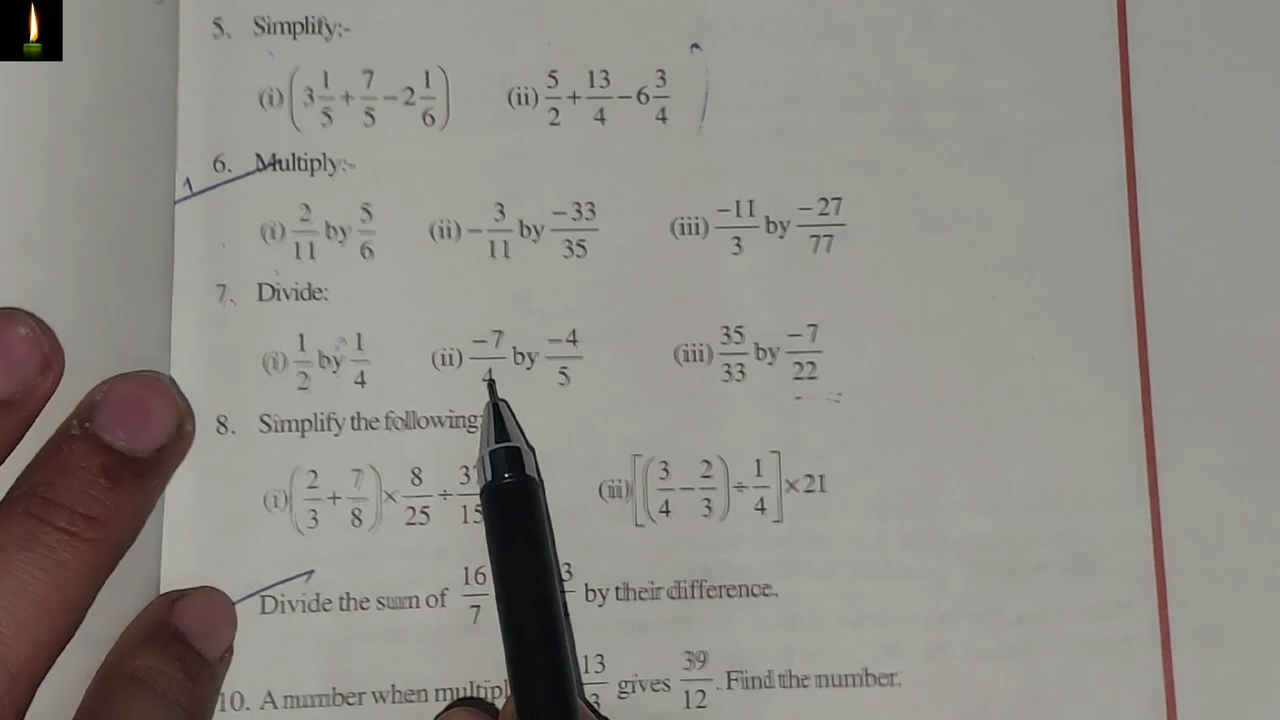 5. Simplify:-
(i) (3 1/5 + 7/5 − 2 1/6) (ii) 5/2 + 13/4 − 6 3/4
6. Multiply:-
(i) 2/11 by 5/6 (ii) − 3/11 by −33/35 (iii) −11/3 by −27/77
7. Divide:
(i) 1/2 by 1/4 (ii) −7/4 by −4/5 (iii) 35/33 by −7/22
8. Simplify the following
(i) (2/3 + 7/8) × 8/25 ÷ (ii) [(3/4 − 2/3) ÷ 1/4] × 21
Divide the sum of 16/7 by their difference.
10. A number when gives 39/12. Find the number.